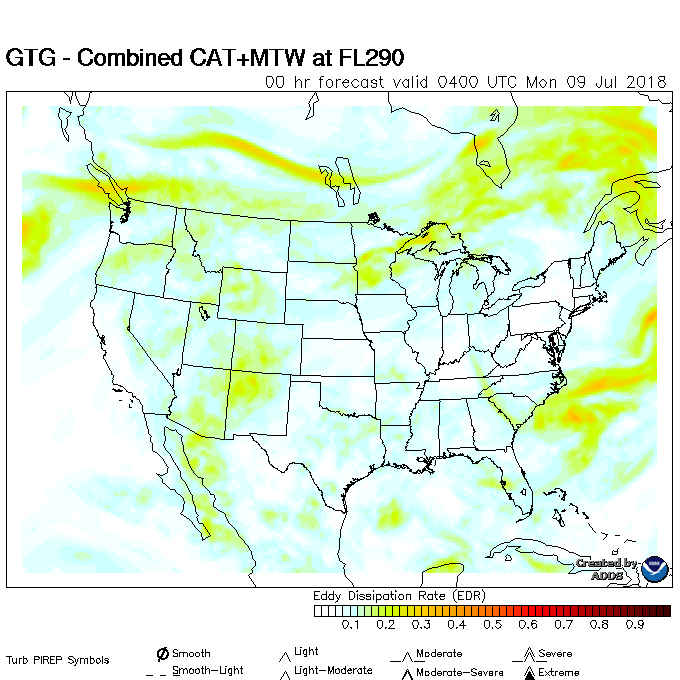 GTG - Combined CAT+MTW at FL290
00 hr forecast valid 0400 UTC Mon 09 Jul 2018
Created by
ADDS
Eddy Dissipation Rate (EDR)
0.1 0.2 0.3 0.4 0.5 0.6 0.7 0.8 0.9
Turb PIREP Symbols
Smooth Light Moderate Severe
Smooth-Light Light-Moderate Moderate-Severe Extreme